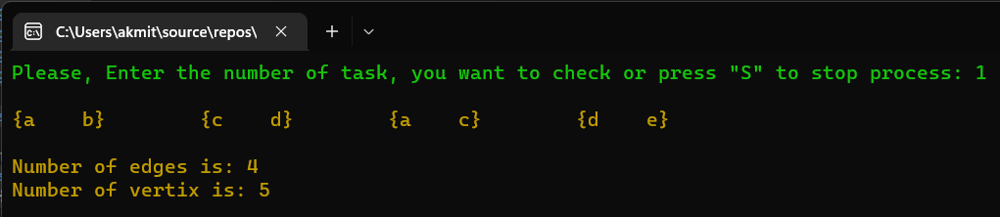 C:\Users\akmit\source\repos\
Please, Enter the number of task, you want to check or press "S" to stop process: 1
{a    b}        {c    d}        {a    c}        {d    e}
Number of edges is: 4
Number of vertix is: 5